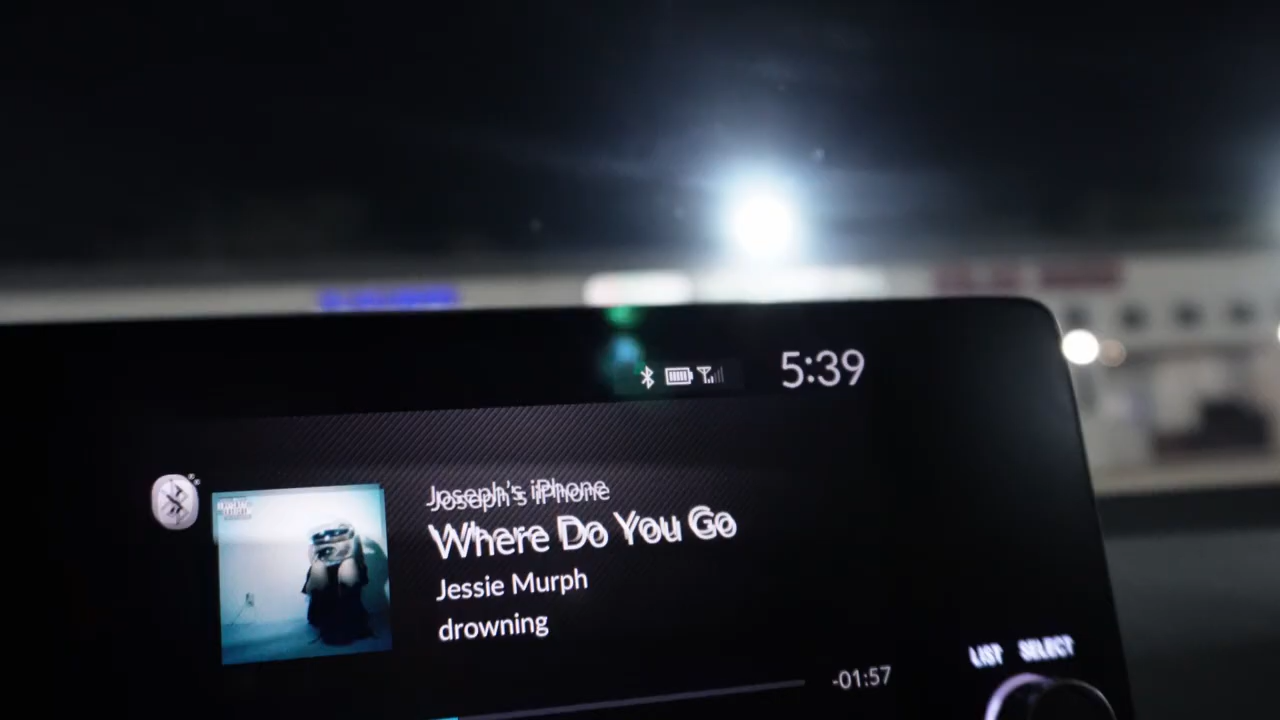 5:39
Joseph's iPhone
Where Do You Go
Jessie Murph
drowning
-01:57
LIST SELECT